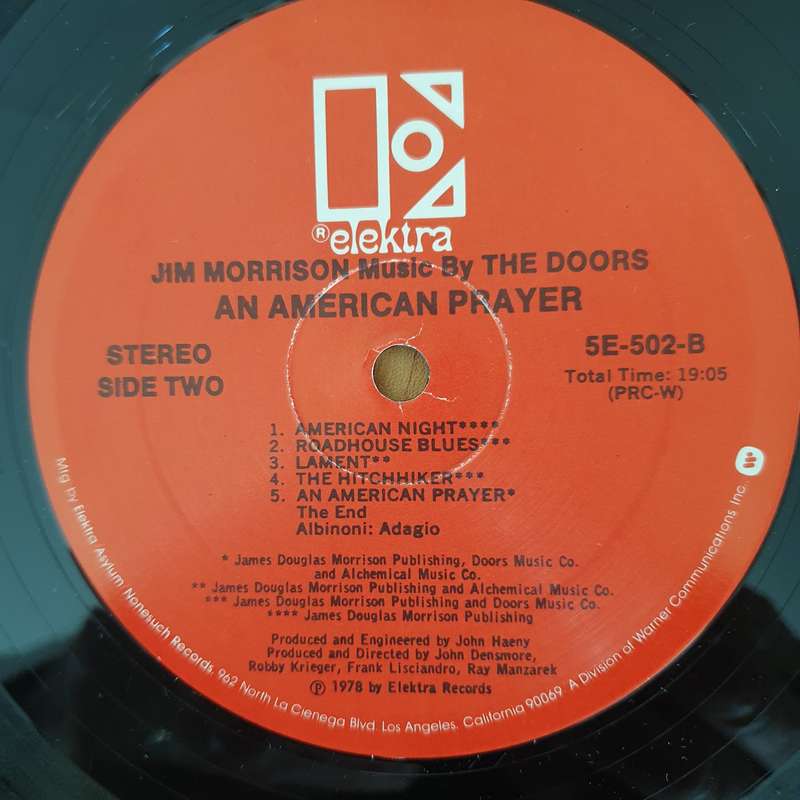 ® elektra
JIM MORRISON Music By THE DOORS
AN AMERICAN PRAYER
STEREO
SIDE TWO
5E-502-B
Total Time: 19:05
(PRC-W)
1. AMERICAN NIGHT****
2. ROADHOUSE BLUES***
3. LAMENT**
4. THE HITCHHIKER***
5. AN AMERICAN PRAYER*
The End
Albinoni: Adagio
* James Douglas Morrison Publishing, Doors Music Co.
and Alchemical Music Co.
** James Douglas Morrison Publishing and Alchemical Music Co.
*** James Douglas Morrison Publishing and Doors Music Co.
**** James Douglas Morrison Publishing
Produced and Engineered by John Haeny
Produced and Directed by John Densmore,
Robby Krieger, Frank Lisciandro, Ray Manzarek
℗ 1978 by Elektra Records
Mfg by Elektra Asylum Nonesuch Records, 962 North La Cienega Blvd. Los Angeles, California 90069. A Division of Warner Communications Inc.